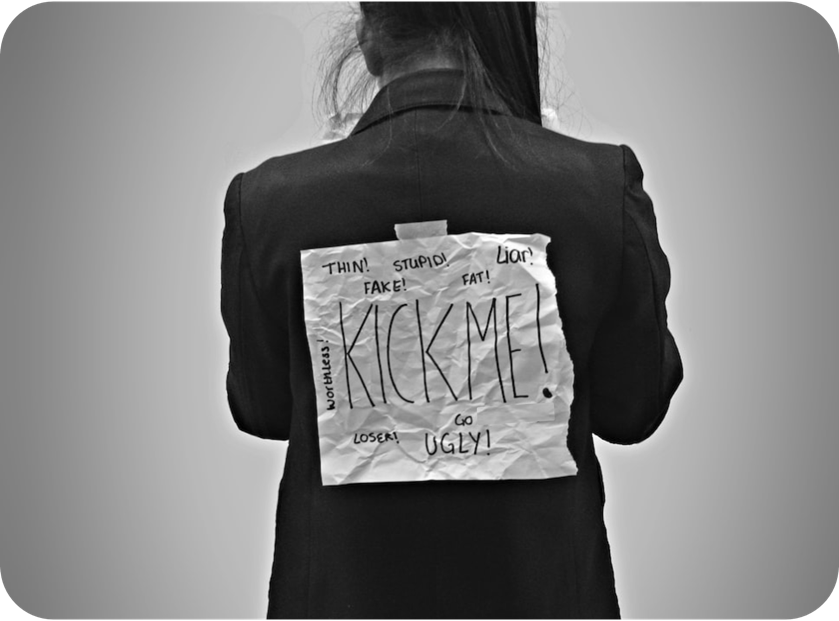 THIN! STUPID! Liar!
FAKE! FAT!
KICK ME!
Worthless!
LOSER! GO
UGLY!